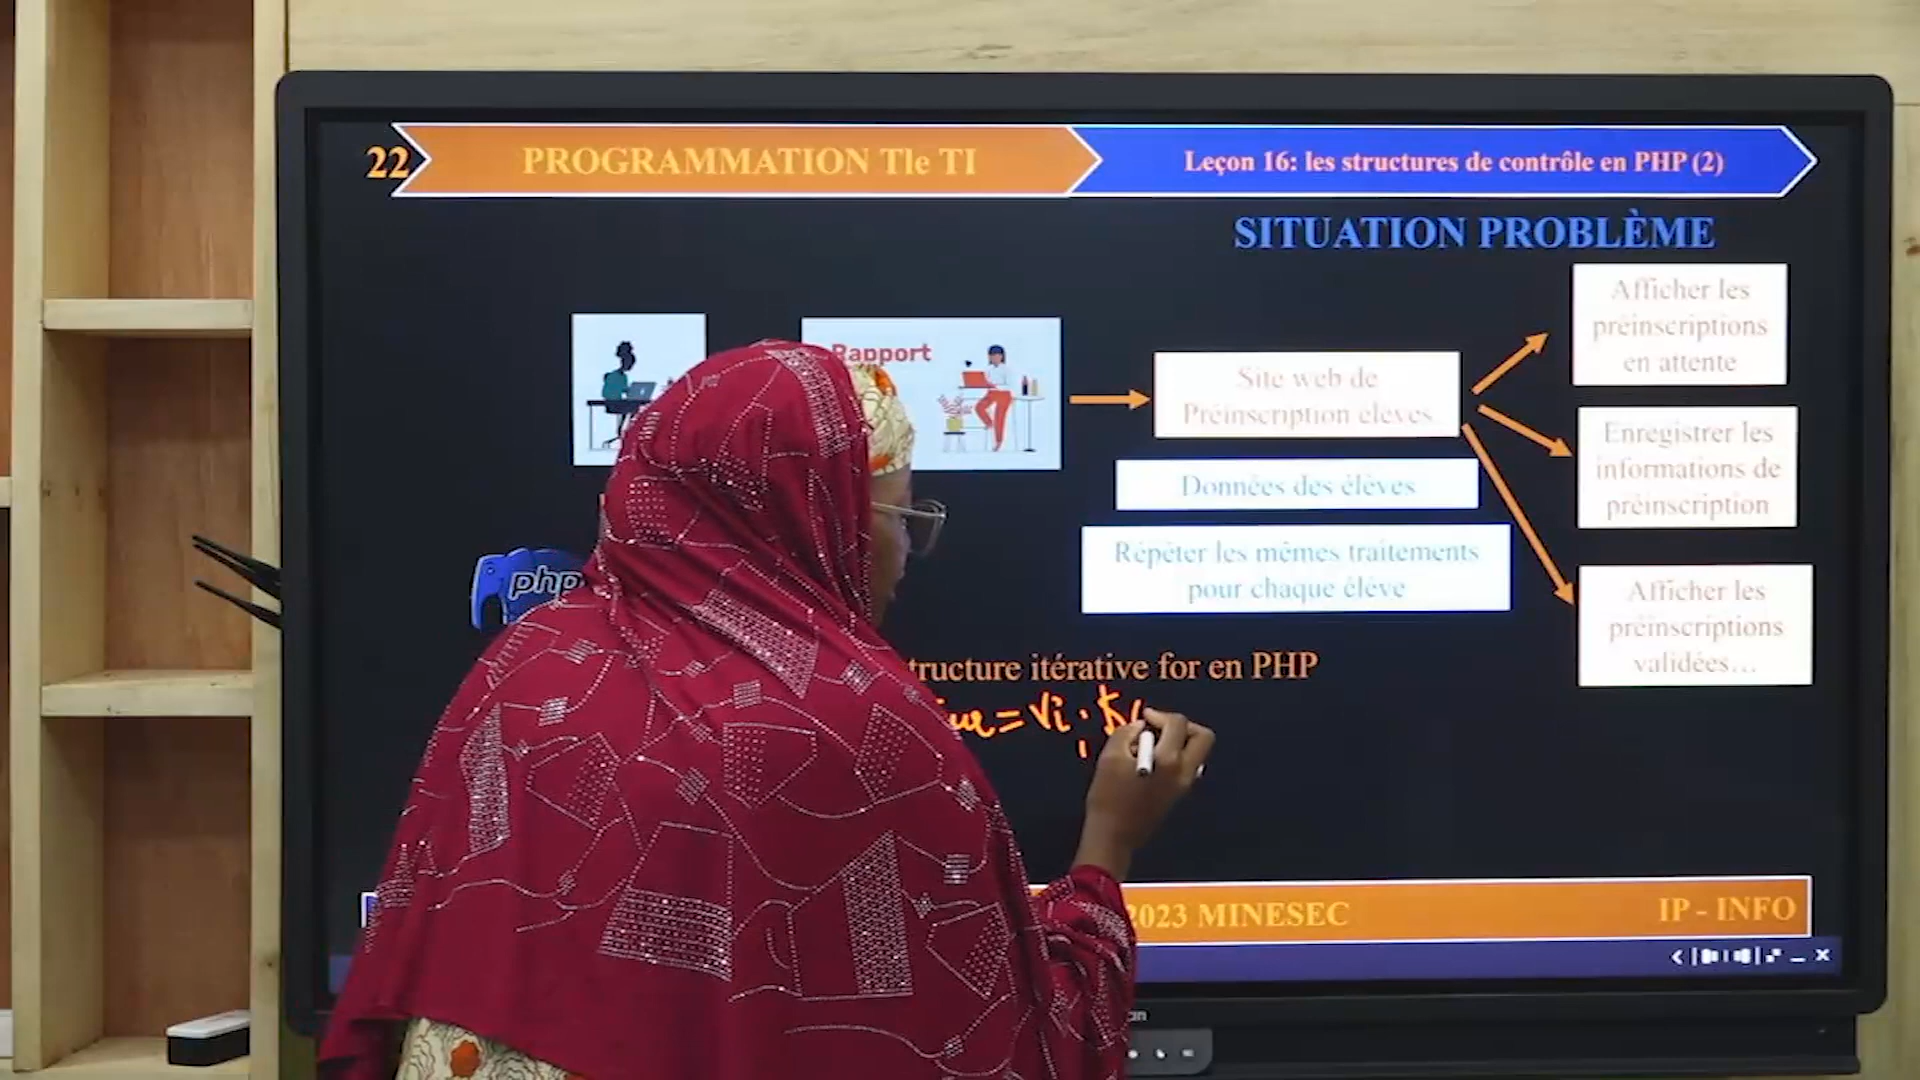 22
PROGRAMMATION Tle TI
Leçon 16: les structures de contrôle en PHP (2)
SITUATION PROBLÈME
Rapport
Site web de
Préinscription élèves
Données des élèves
Répéter les mêmes traitements
pour chaque élève
Afficher les
préinscriptions
en attente
Enregistrer les
informations de
préinscription
Afficher les
préinscriptions
validées...
php
itérative for en PHP
= Vi ;
2023 MINESEC
IP - INFO